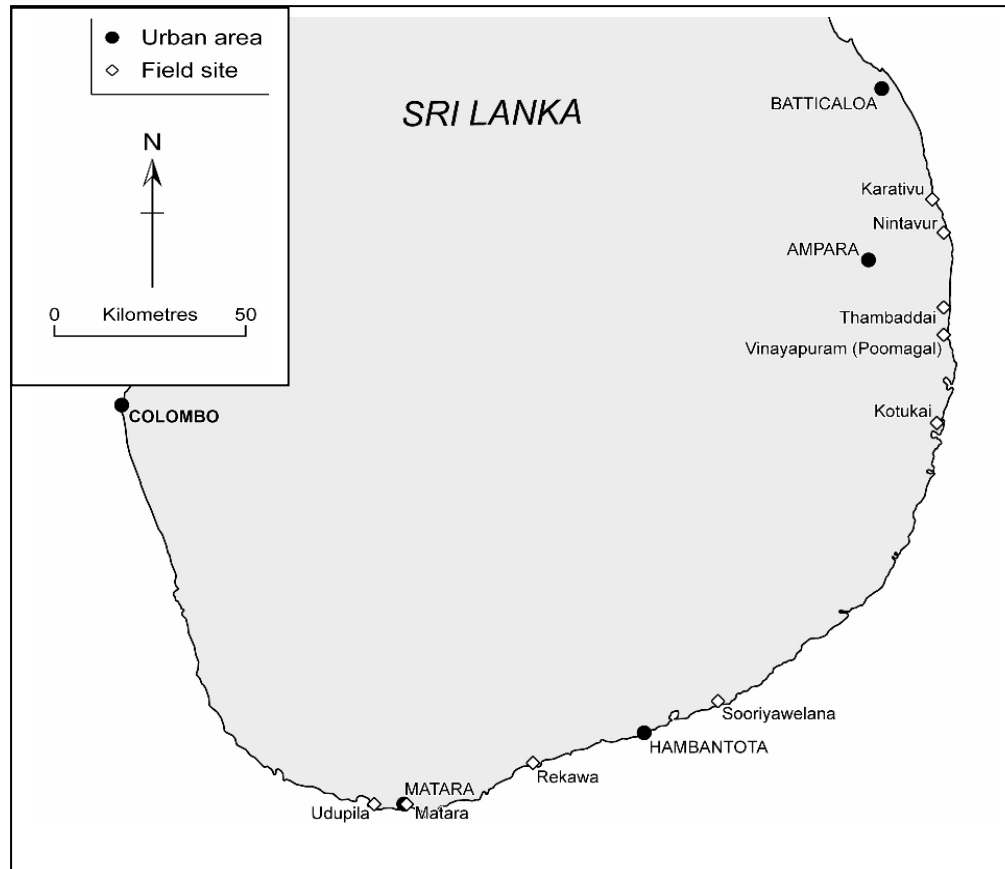 Urban area
Field site
N
0 Kilometres 50
SRI LANKA
BATTICALOA
Karativu
Nintavur
AMPARA
Thambaddai
Vinayapuram (Poomagal)
COLOMBO
Kotukai
Sooriyawelana
HAMBANTOTA
Rekawa
MATARA
Udupila
Matara